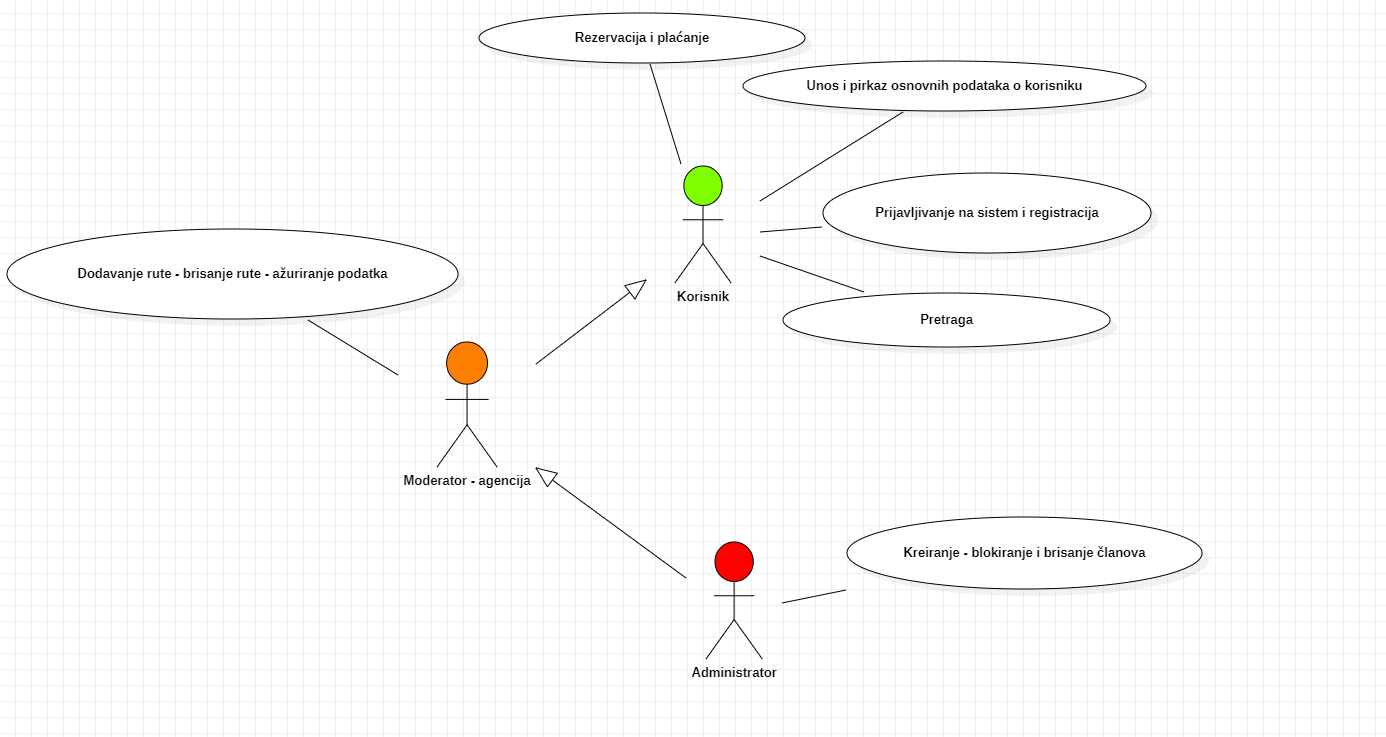 Rezervacija i plaćanje
Unos i pirkaz osnovnih podataka o korisniku
Prijavljivanje na sistem i registracija
Dodavanje rute - brisanje rute - ažuriranje podatka
Korisnik
Pretraga
Moderator - agencija
Kreiranje - blokiranje i brisanje članova
Administrator